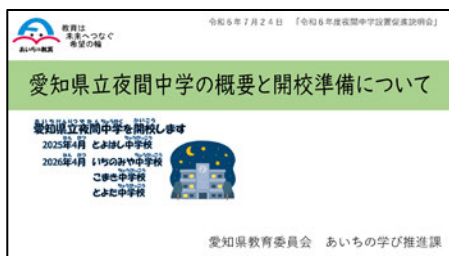 令和6年7月24日 「令和6年度夜間中学設置促進説明会」
教育は
未来へつなぐ
希望の輪
あいちの教育
愛知県立夜間中学の概要と開校準備について
愛知県立夜間中学を開校します
2025年4月 とよはし中学校
2026年4月 いちのみや中学校
こまき中学校
とよた中学校
愛知県教育委員会 あいちの学び推進課